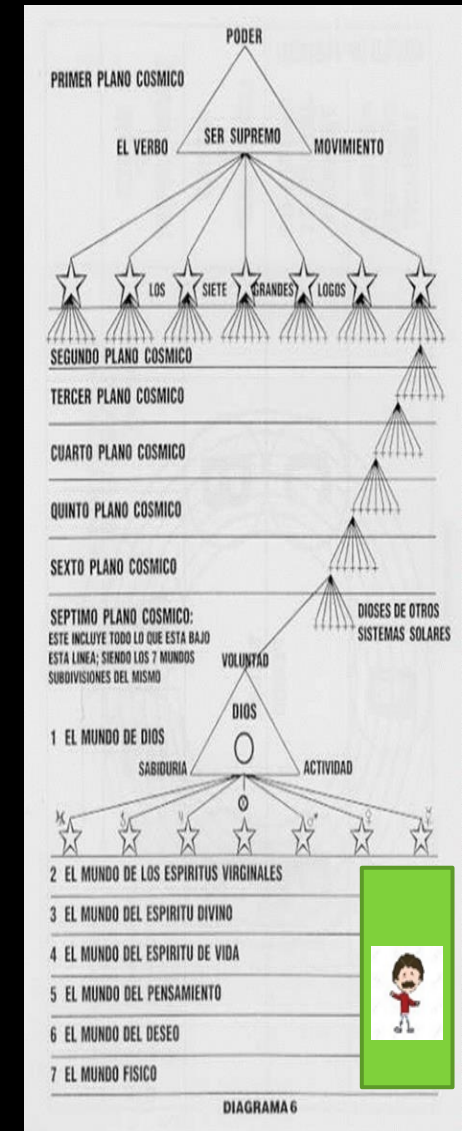 PODER
PRIMER PLANO COSMICO
SER SUPREMO
EL VERBO
MOVIMIENTO
LOS SIETE GRANDES LOGOS
SEGUNDO PLANO COSMICO
TERCER PLANO COSMICO
CUARTO PLANO COSMICO
QUINTO PLANO COSMICO
SEXTO PLANO COSMICO
SEPTIMO PLANO COSMICO:
ESTE INCLUYE TODO LO QUE ESTA BAJO
ESTA LINEA; SIENDO LOS 7 MUNDOS
SUBDIVISIONES DEL MISMO
DIOSES DE OTROS
SISTEMAS SOLARES
VOLUNTAD
DIOS
1 EL MUNDO DE DIOS
SABIDURIA
ACTIVIDAD
2 EL MUNDO DE LOS ESPIRITUS VIRGINALES
3 EL MUNDO DEL ESPIRITU DIVINO
4 EL MUNDO DEL ESPIRITU DE VIDA
5 EL MUNDO DEL PENSAMIENTO
6 EL MUNDO DEL DESEO
7 EL MUNDO FISICO
DIAGRAMA 6